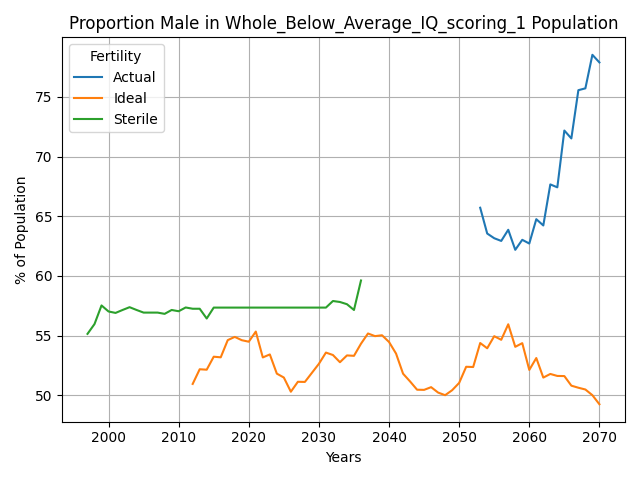 Proportion Male in Whole_Below_Average_IQ_scoring_1 Population
Fertility
Actual
Ideal
Sterile
% of Population
75
70
65
60
55
50
2000 2010 2020 2030 2040 2050 2060 2070
Years